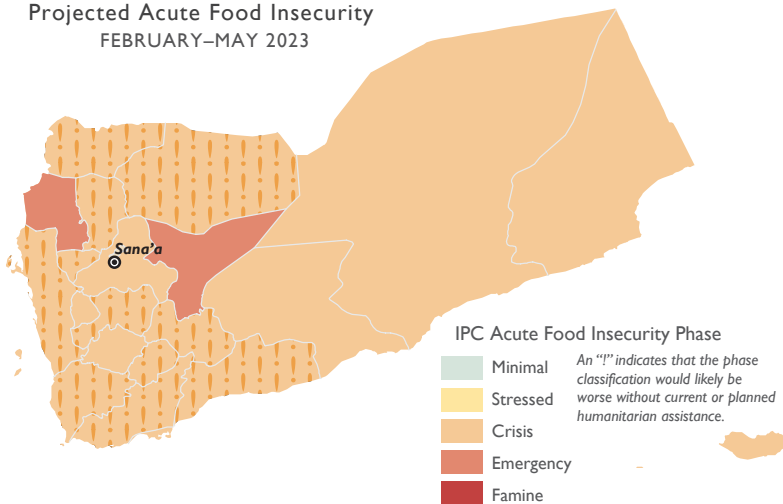 Projected Acute Food Insecurity
FEBRUARY–MAY 2023
Sana’a
IPC Acute Food Insecurity Phase
Minimal
Stressed
Crisis
Emergency
Famine
An “!” indicates that the phase
classification would likely be
worse without current or planned
humanitarian assistance.